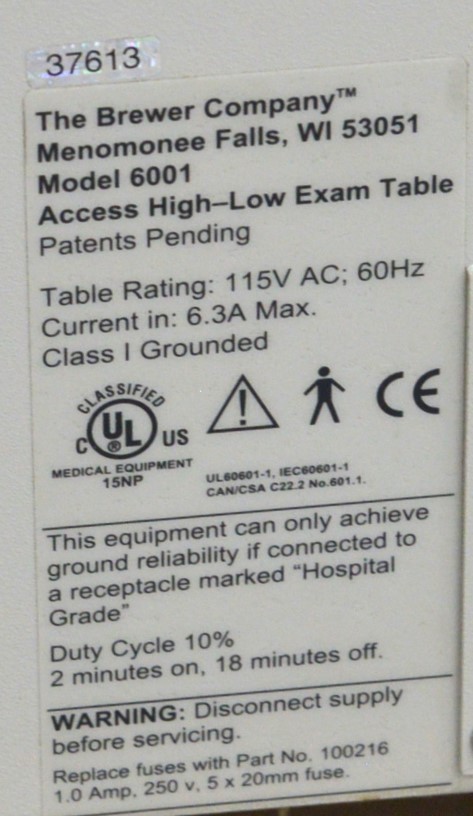 37613
The Brewer Company™
Menomonee Falls, WI 53051
Model 6001
Access High–Low Exam Table
Patents Pending
Table Rating: 115V AC; 60Hz
Current in: 6.3A Max.
Class I Grounded
CLASSIFIED
C UL® US
CE
MEDICAL EQUIPMENT
15NP
UL60601-1, IEC60601-1
CAN/CSA C22.2 No.601.1.
This equipment can only achieve
ground reliability if connected to
a receptacle marked “Hospital
Grade”
Duty Cycle 10%
2 minutes on, 18 minutes off.
WARNING: Disconnect supply
before servicing.
Replace fuses with Part No. 100216
1.0 Amp, 250 v, 5 x 20mm fuse.